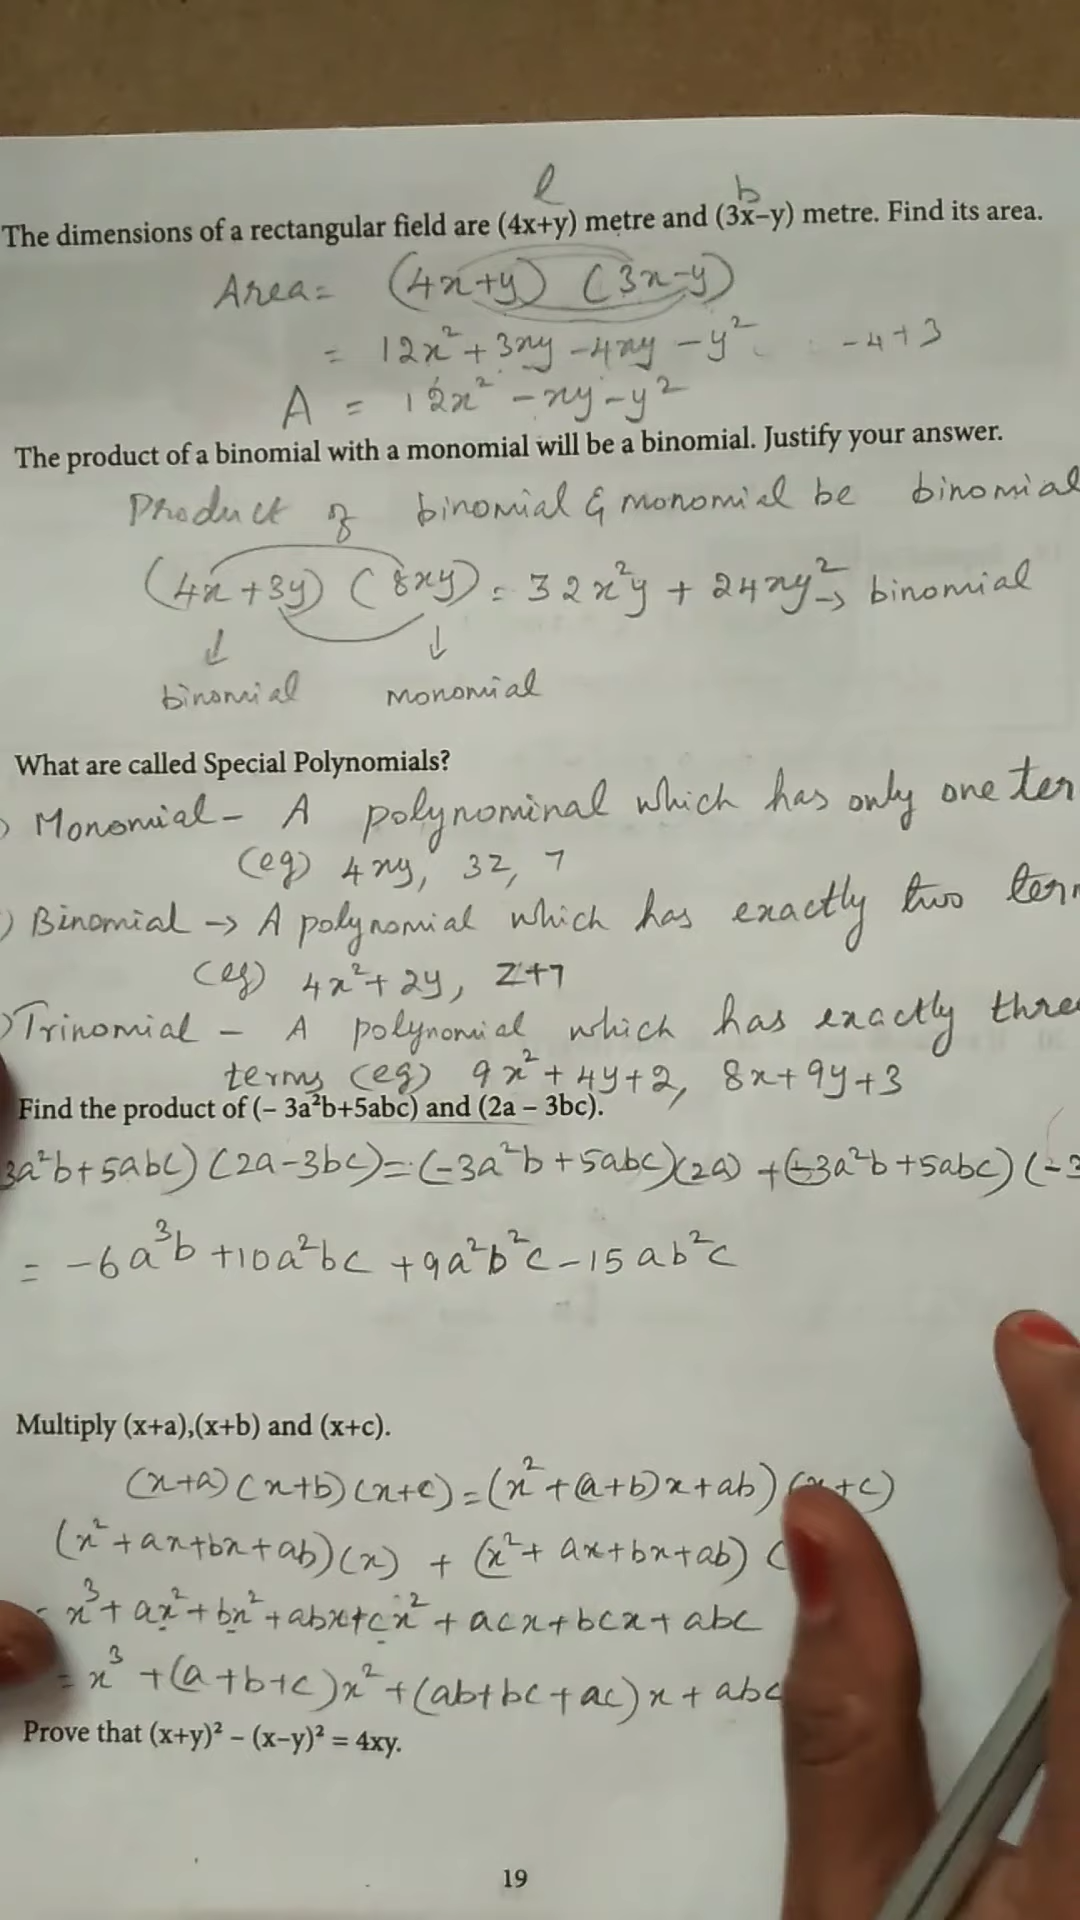 l b
The dimensions of a rectangular field are (4x+y) metre and (3x–y) metre. Find its area.
Area = (4x+y) (3x-y)
= 12x² + 3xy - 4xy - y² -4+3
A = 12x² - xy - y²
The product of a binomial with a monomial will be a binomial. Justify your answer.
Product of binomial & monomial be binomial
(4x+3y) (8xy) = 32x²y + 24xy² → binomial
↓ ↓
binomial monomial
What are called Special Polynomials?
) Monomial - A polynominal which has only one ter
(eg) 4xy, 3z, 7
) Binomial → A polynomial which has exactly two term
(eg) 4x²+2y, z+7
) Trinomial - A polynomial which has exactly three
terms (eg) 9x²+4y+2, 8x+9y+3
Find the product of (– 3a²b+5abc) and (2a – 3bc).
3a²b+5abc) (2a-3bc) = (-3a²b+5abc)(2a) + (-3a²b+5abc) (-3
= -6a³b +10a²bc +9a²b²c -15ab²c
Multiply (x+a),(x+b) and (x+c).
(x+a) (x+b) (x+c) = (x²+(a+b)x+ab) (x+c)
(x²+ax+bx+ab)(x) + (x²+ax+bx+ab) (
= x³+ax²+bx²+abx+cx²+acx+bcx+abc
= x³+(a+b+c)x²+(ab+bc+ac)x+abc
Prove that (x+y)² – (x–y)² = 4xy.
19